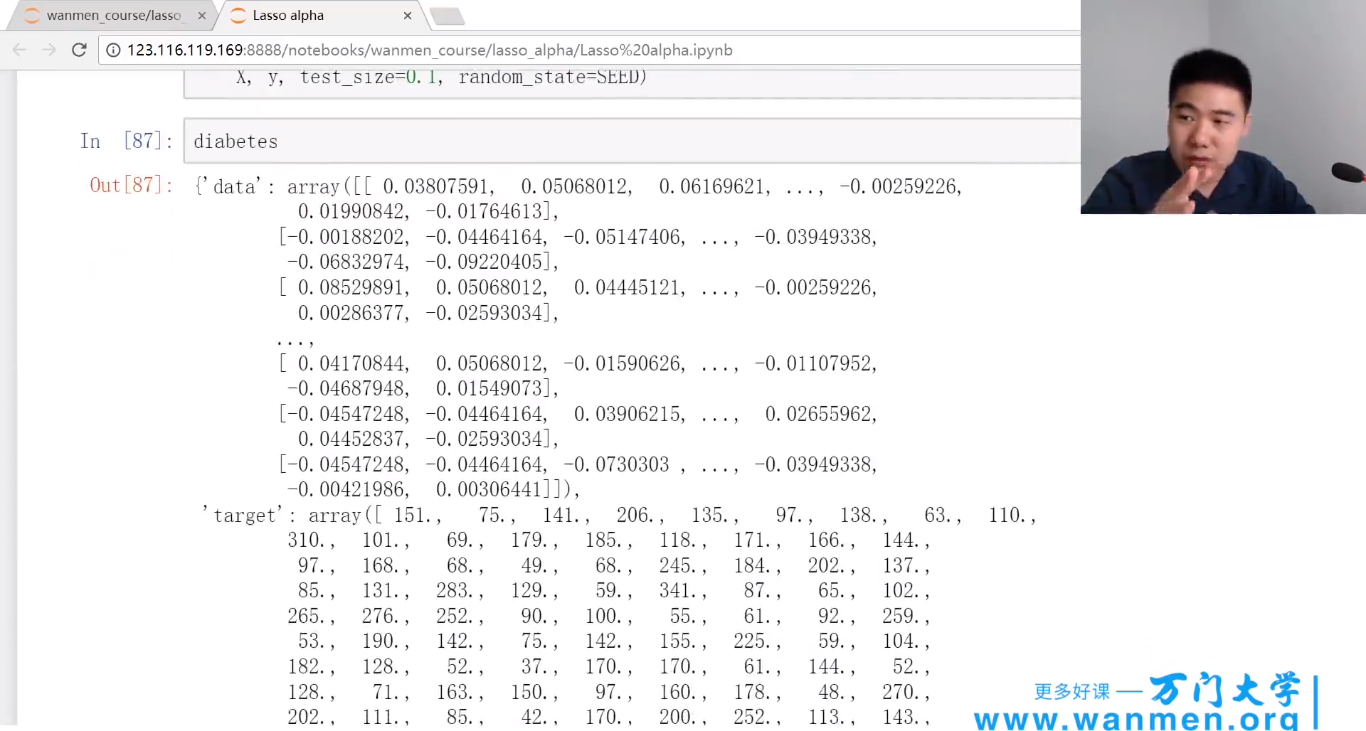 wanmen_course/lasso_
Lasso alpha
123.116.119.169:8888/notebooks/wanmen_course/lasso_alpha/Lasso%20alpha.ipynb
X, y, test_size=0.1, random_state=SEED)
In [87]: diabetes
Out[87]: {'data': array([[ 0.03807591, 0.05068012, 0.06169621, ..., -0.00259226,
0.01990842, -0.01764613],
[-0.00188202, -0.04464164, -0.05147406, ..., -0.03949338,
-0.06832974, -0.09220405],
[ 0.08529891, 0.05068012, 0.04445121, ..., -0.00259226,
0.00286377, -0.02593034],
...,
[ 0.04170844, 0.05068012, -0.01590626, ..., -0.01107952,
-0.04687948, 0.01549073],
[-0.04547248, -0.04464164, 0.03906215, ..., 0.02655962,
0.04452837, -0.02593034],
[-0.04547248, -0.04464164, -0.0730303 , ..., -0.03949338,
-0.00421986, 0.00306441]]),
'target': array([ 151., 75., 141., 206., 135., 97., 138., 63., 110.,
310., 101., 69., 179., 185., 118., 171., 166., 144.,
97., 168., 68., 49., 68., 245., 184., 202., 137.,
85., 131., 283., 129., 59., 341., 87., 65., 102.,
265., 276., 252., 90., 100., 55., 61., 92., 259.,
53., 190., 142., 75., 142., 155., 225., 59., 104.,
182., 128., 52., 37., 170., 170., 61., 144., 52.,
128., 71., 163., 150., 97., 160., 178., 48., 270.,
202., 111., 85., 42., 170., 200., 252., 113., 143.,
更多好课 — 万门大学
www.wanmen.org